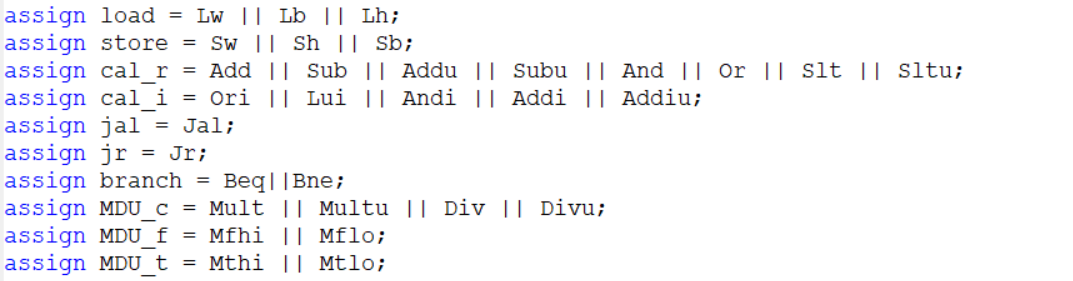 assign load = Lw || Lb || Lh;
assign store = Sw || Sh || Sb;
assign cal_r = Add || Sub || Addu || Subu || And || Or || Slt || Sltu;
assign cal_i = Ori || Lui || Andi || Addi || Addiu;
assign jal = Jal;
assign jr = Jr;
assign branch = Beq||Bne;
assign MDU_c = Mult || Multu || Div || Divu;
assign MDU_f = Mfhi || Mflo;
assign MDU_t = Mthi || Mtlo;